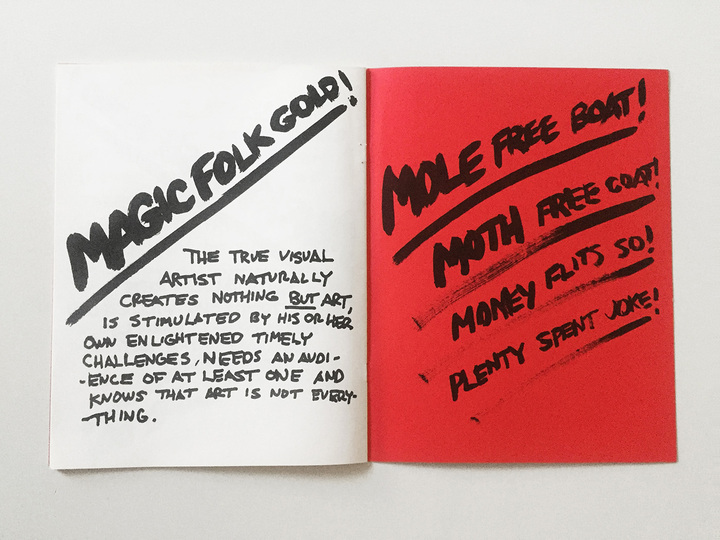 MAGIC FOLK GOLD!
THE TRUE VISUAL
ARTIST NATURALLY
CREATES NOTHING BUT ART,
IS STIMULATED BY HIS OR HER
OWN ENLIGHTENED TIMELY
CHALLENGES, NEEDS AN AUDI-
-ENCE OF AT LEAST ONE AND
KNOWS THAT ART IS NOT EVERY-
-THING.
MOLE FREE BOAT!
MOTH FREE COAT!
MONEY FLITS SO!
PLENTY SPENT JOKE!